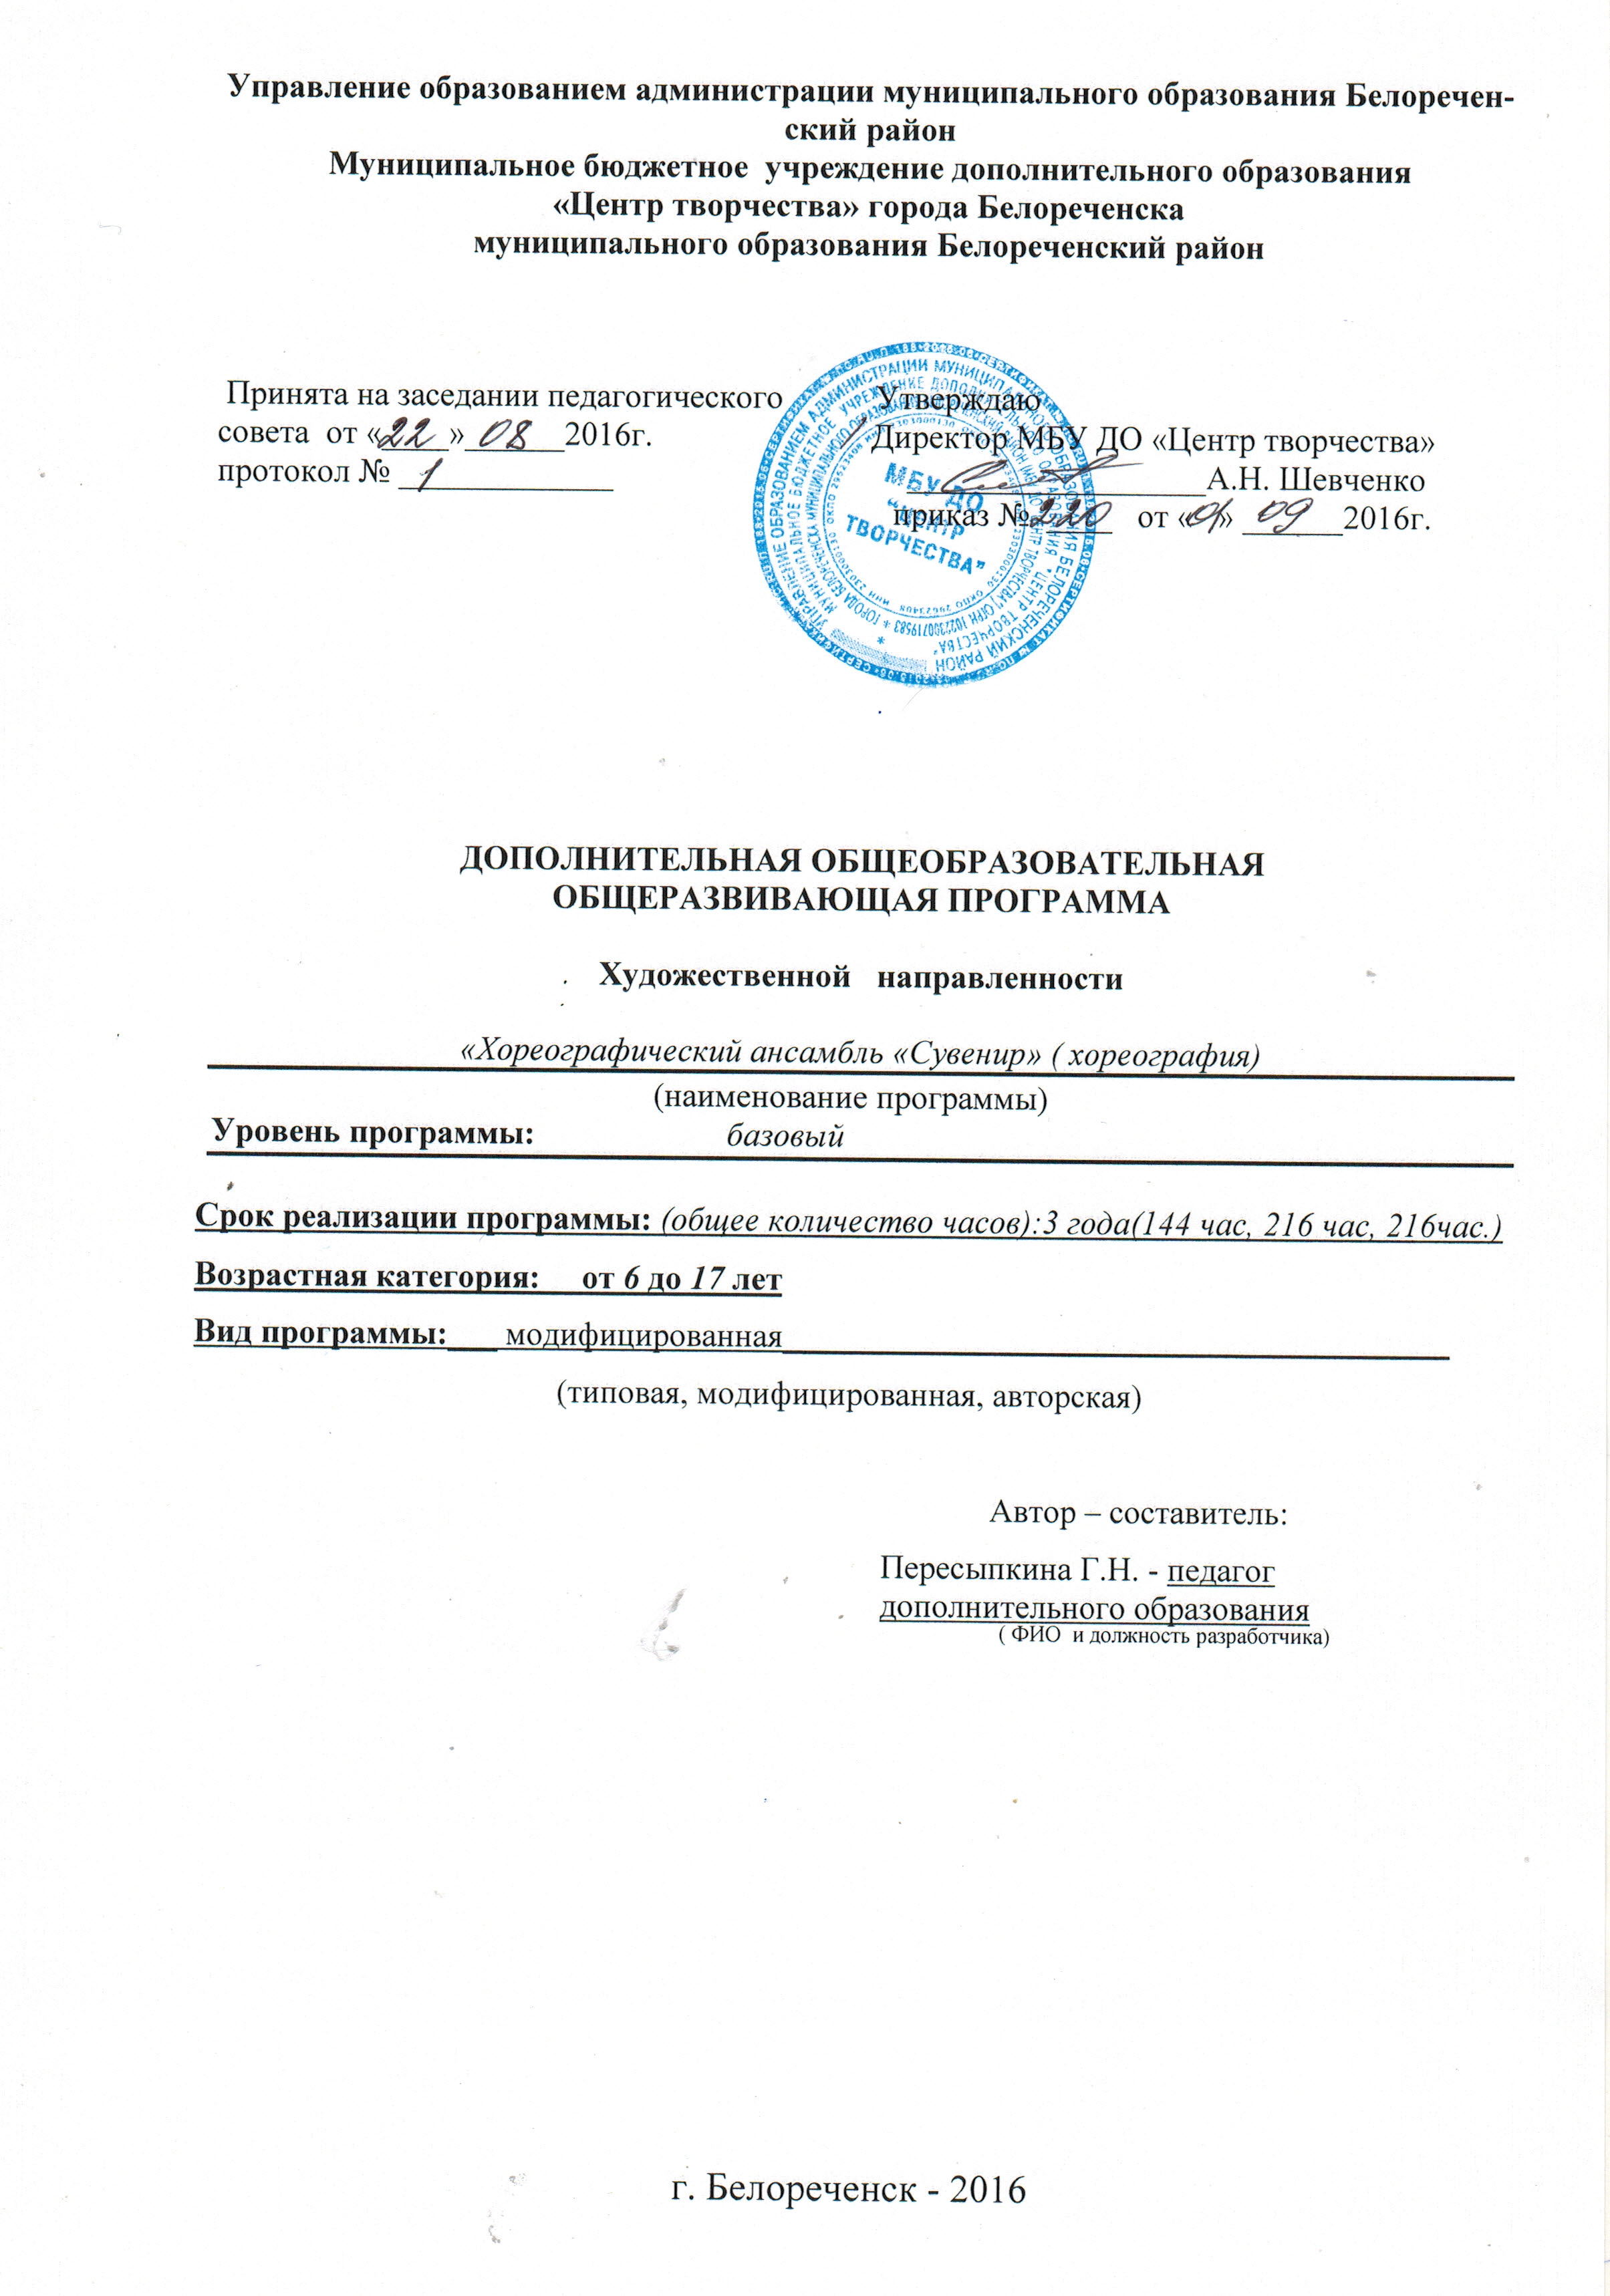 Управление образованием администрации муниципального образования Белоречен-
ский район
Муниципальное бюджетное учреждение дополнительного образования
«Центр творчества» города Белореченска
муниципального образования Белореченский район
Принята на заседании педагогического
совета от «22» 08 2016г.
протокол № 1
Утверждаю
Директор МБУ ДО «Центр творчества»
А.Н. Шевченко
приказ № 220 от «01» 09 2016г.
МБУ ДО
"ЦЕНТР
ТВОРЧЕСТВА"
ДОПОЛНИТЕЛЬНАЯ ОБЩЕОБРАЗОВАТЕЛЬНАЯ
ОБЩЕРАЗВИВАЮЩАЯ ПРОГРАММА
Художественной направленности
«Хореографический ансамбль «Сувенир» ( хореография)
(наименование программы)
Уровень программы: базовый
Срок реализации программы: (общее количество часов):3 года(144 час, 216 час, 216час.)
Возрастная категория: от 6 до 17 лет
Вид программы:___ модифицированная
(типовая, модифицированная, авторская)
Автор – составитель:
Пересыпкина Г.Н. - педагог
дополнительного образования
( ФИО и должность разработчика)
г. Белореченск - 2016